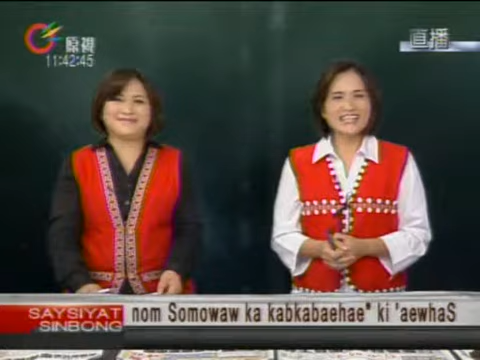 原視
直播
11:42:45
SAYSIYAT
SINBONG
nom Somowaw ka kabkabaehae" ki 'aewhaS